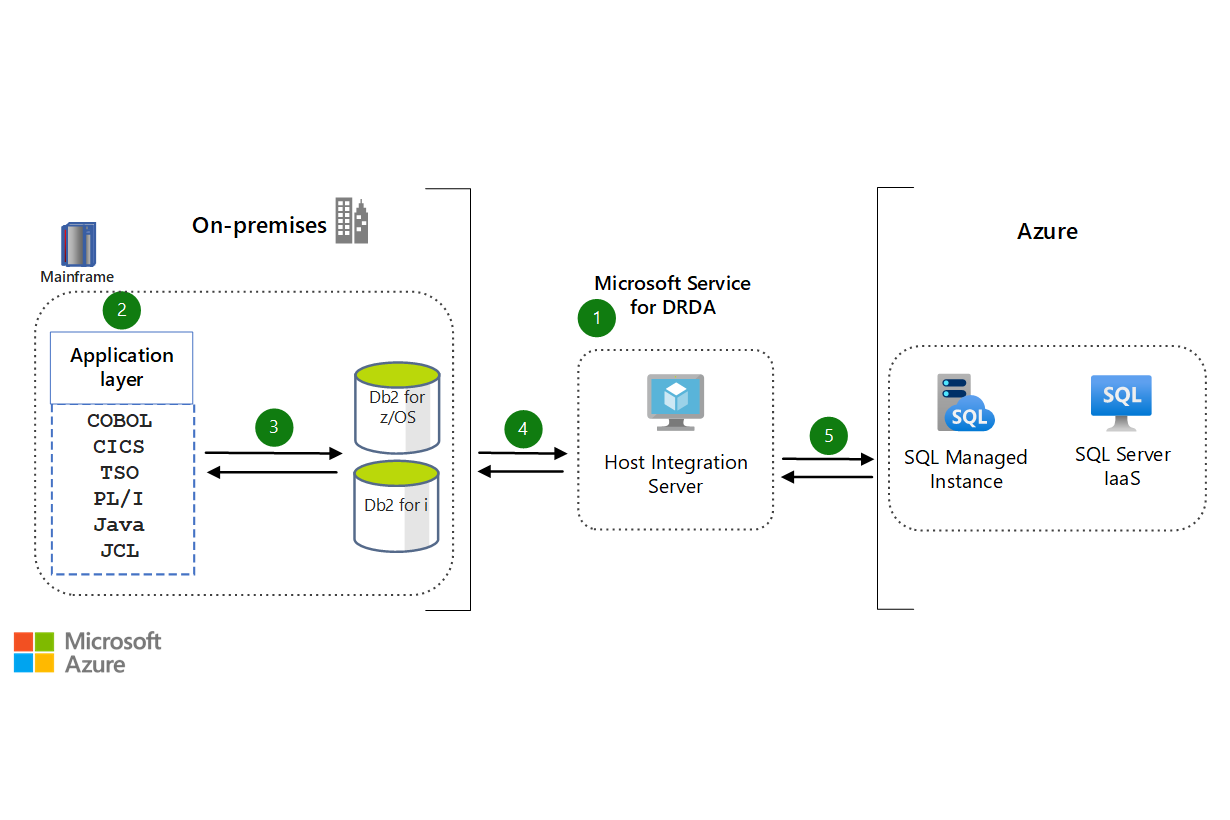 On-premises
Mainframe
2
Application
layer
COBOL
CICS
TSO
PL/I
Java
JCL
3
Db2 for
z/OS
Db2 for i
4
Microsoft Service
for DRDA
1
Host Integration
Server
5
Azure
SQL
SQL Managed
Instance
SQL
SQL Server
IaaS
Microsoft
Azure